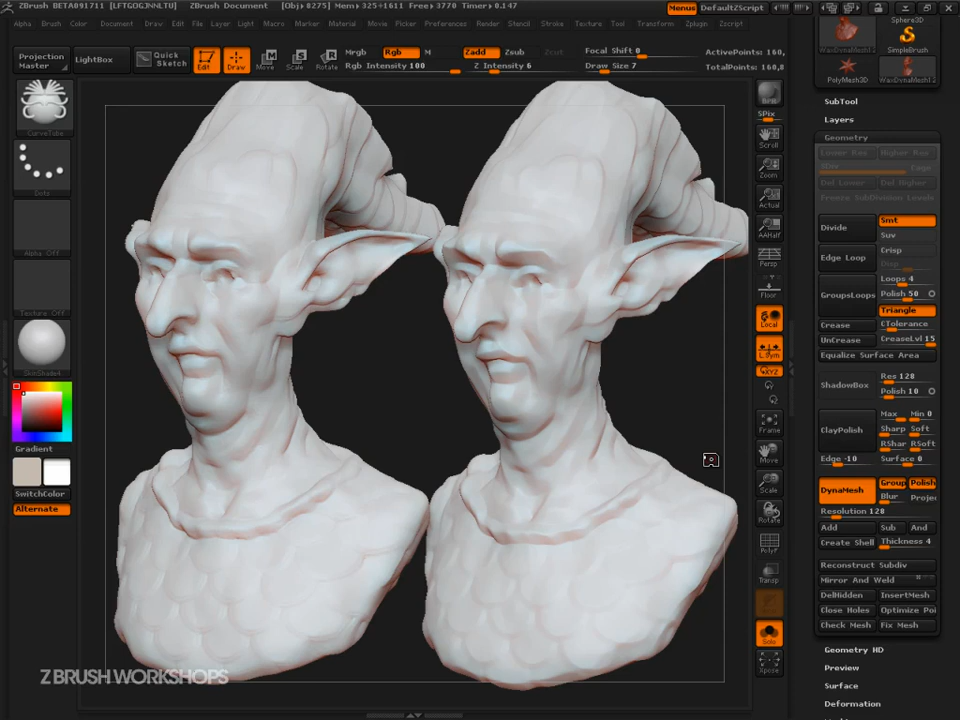 ZBrush BETA091711 [LFTGOGJNNLTU] ZBrush Document [Obj> 8275] Mem> 325+1611 Free> 3770 Timer> 0.147
Menus DefaultZScript
Alpha Brush Color Document Draw Edit File Layer Light Macro Marker Material Movie Picker Preferences Render Stencil Stroke Texture Tool Transform Zplugin Zscript
Projection Master
LightBox
Quick Sketch
Edit Draw Move Scale Rotate
Mrgb Rgb M
Rgb Intensity 100
Zadd Zsub Zcut
Z Intensity 6
Focal Shift 0
Draw Size 7
ActivePoints: 160,
TotalPoints: 160,8
CurveTube
Dots
Alpha Off
Texture Off
SkinShade4
Gradient
SwitchColor
Alternate
SPix
Scroll
Zoom
Actual
AAHalf
Persp
Floor
Local
L.Sym
XYZ
Frame
Move
Scale
Rotate
PolyF
Transp
Solo
Xpose
Sphere3D
SimpleBrush
PolyMesh3D
SubTool
Layers
Geometry
Lower Res Higher Res
Cage
Del Lower Del Higher
Freeze SubDivision Levels
Divide
Smt
Suv
Edge Loop
Crisp
Disp
Loops 4
GroupsLoops
Polish 50
Triangle
Crease
CTolerance
UnCrease
CreaseLvl 15
Equalize Surface Area
ShadowBox
Res 128
Polish 10
ClayPolish
Max Min 0
Sharp Soft
RShar RSoft
Edge -10 Surface 0
DynaMesh
Group Polish
Blur Projec
Resolution 128
Add Sub And
Create Shell Thickness 4
Reconstruct Subdiv
Mirror And Weld
DelHidden InsertMesh
Close Holes Optimize Poi
Check Mesh Fix Mesh
Geometry HD
Preview
Surface
Deformation
ZBRUSH WORKSHOPS